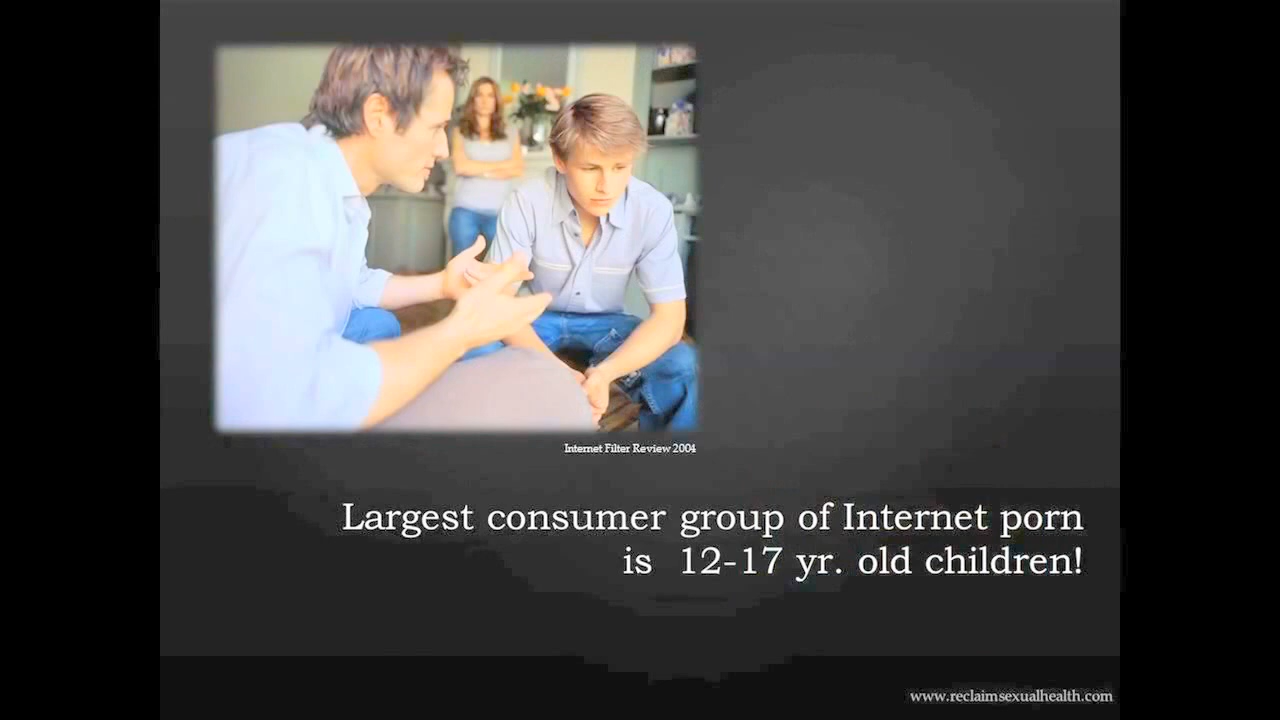 Internet Filter Review 2004
Largest consumer group of Internet porn
is 12-17 yr. old children!
www.reclaimsexualhealth.com